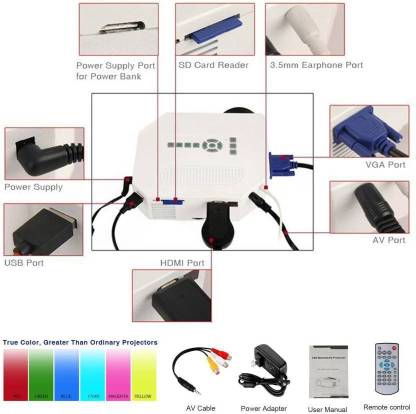 Power Supply Port
for Power Bank
SD Card Reader
3.5mm Earphone Port
Power Supply
VGA Port
USB Port
HDMI Port
AV Port
True Color, Greater Than Ordinary Projectors
RED
GREEN
BLUE
CYAN
MAGENTA
YELLOW
AV Cable
Power Adapter
User Manual
Remote control